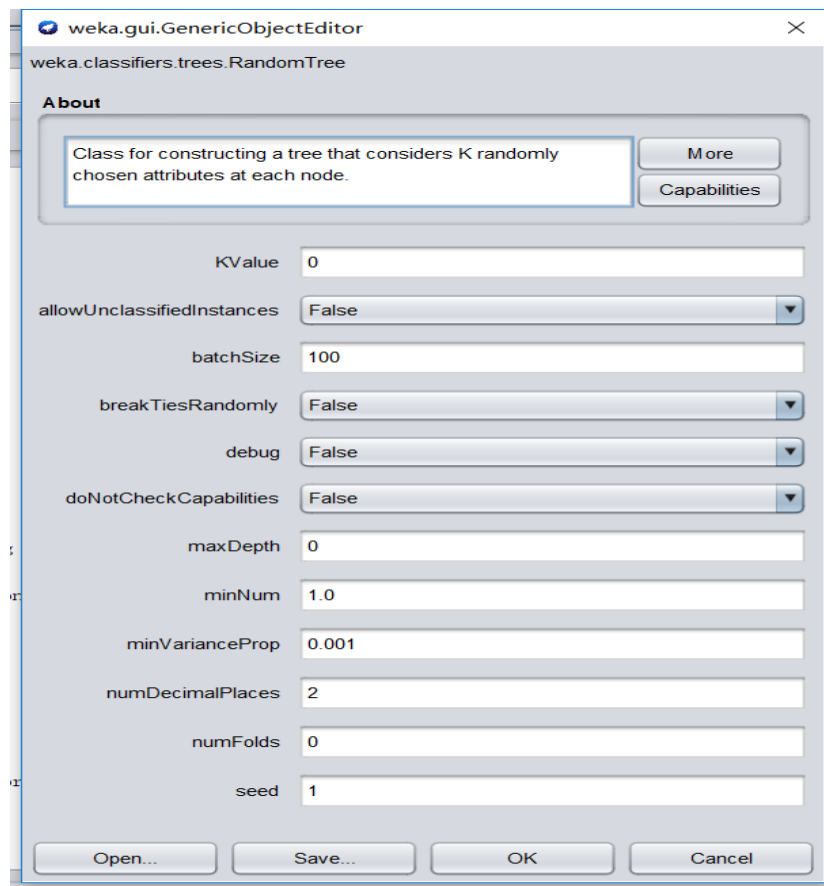 weka.gui.GenericObjectEditor
weka.classifiers.trees.RandomTree
About
Class for constructing a tree that considers K randomly
chosen attributes at each node.
More
Capabilities
KValue 0
allowUnclassifiedInstances False
batchSize 100
breakTiesRandomly False
debug False
doNotCheckCapabilities False
maxDepth 0
minNum 1.0
minVarianceProp 0.001
numDecimalPlaces 2
numFolds 0
seed 1
Open... Save... OK Cancel